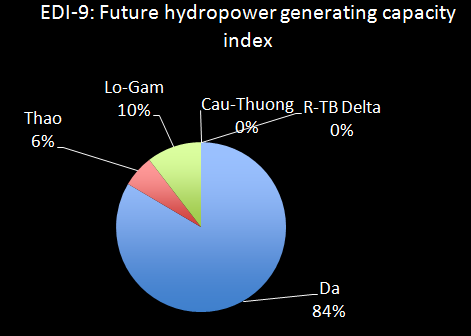 EDI-9: Future hydropower generating capacity
index
Lo-Gam
10%
Cau-Thuong
0%
R-TB Delta
0%
Thao
6%
Da
84%